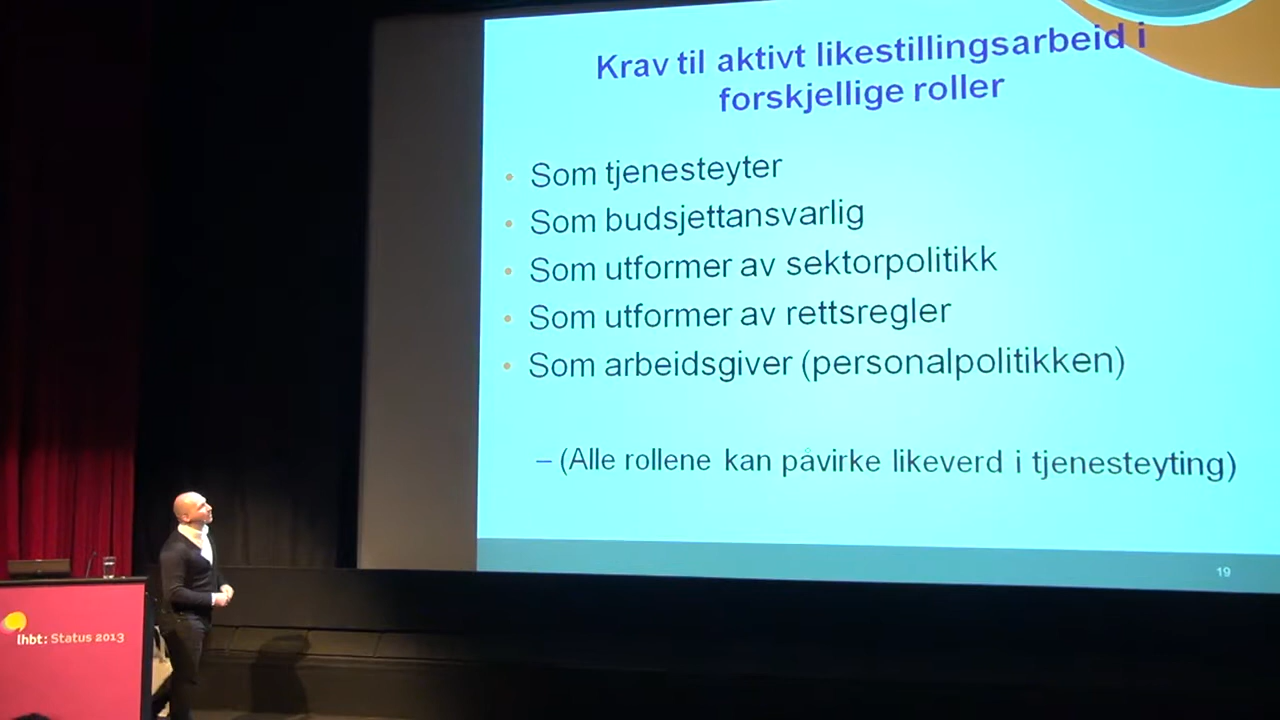 Krav til aktivt likestillingsarbeid i
forskjellige roller
• Som tjenesteyter
• Som budsjettansvarlig
• Som utformer av sektorpolitikk
• Som utformer av rettsregler
• Som arbeidsgiver (personalpolitikken)
– (Alle rollene kan påvirke likeverd i tjenesteyting)
19
lhbt: Status 2013